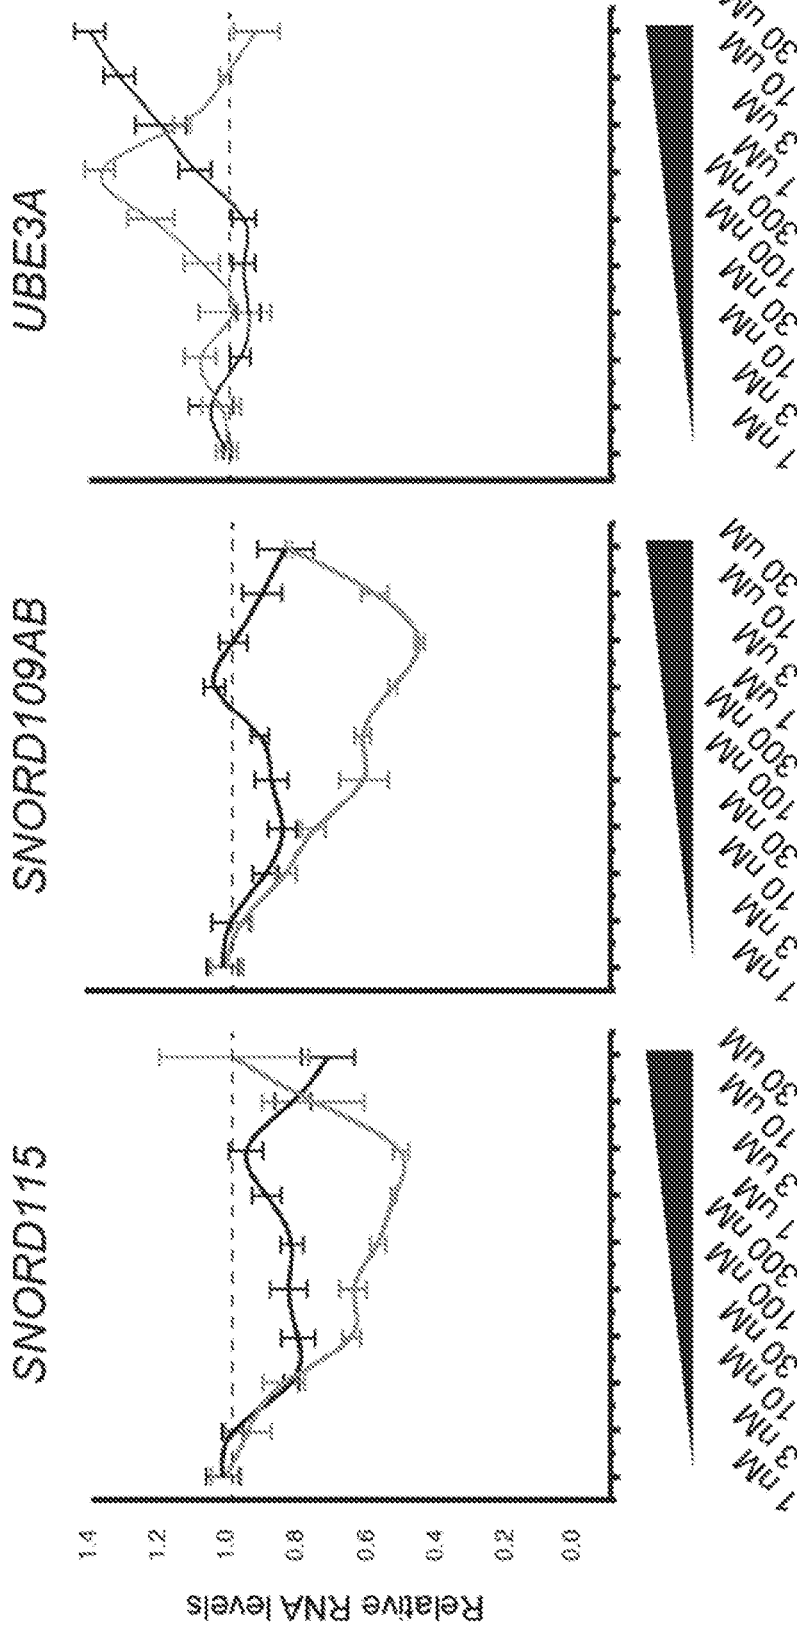 SNORD115
SNORD109AB
UBE3A
Relative RNA levels
1.4
1.2
1.0
0.8
0.6
0.4
0.2
0.0
1 nM
3 nM
10 nM
30 nM
100 nM
300 nM
1 uM
3 uM
10 uM
30 uM
1 nM
3 nM
10 nM
30 nM
100 nM
300 nM
1 uM
3 uM
10 uM
30 uM
1 nM
3 nM
10 nM
30 nM
100 nM
300 nM
1 uM
3 uM
10 uM
30 uM